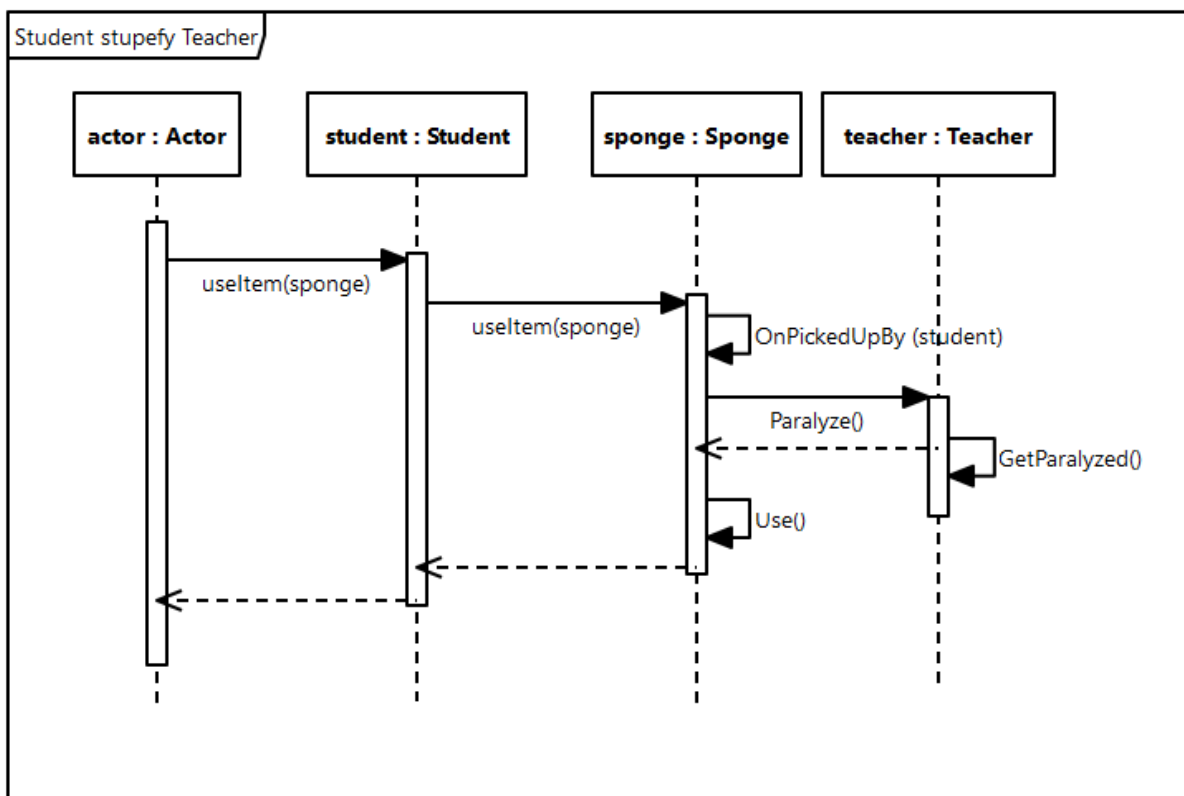 Student stupefy Teacher
actor : Actor
student : Student
sponge : Sponge
teacher : Teacher
useItem(sponge)
useItem(sponge)
OnPickedUpBy (student)
Paralyze()
GetParalyzed()
Use()